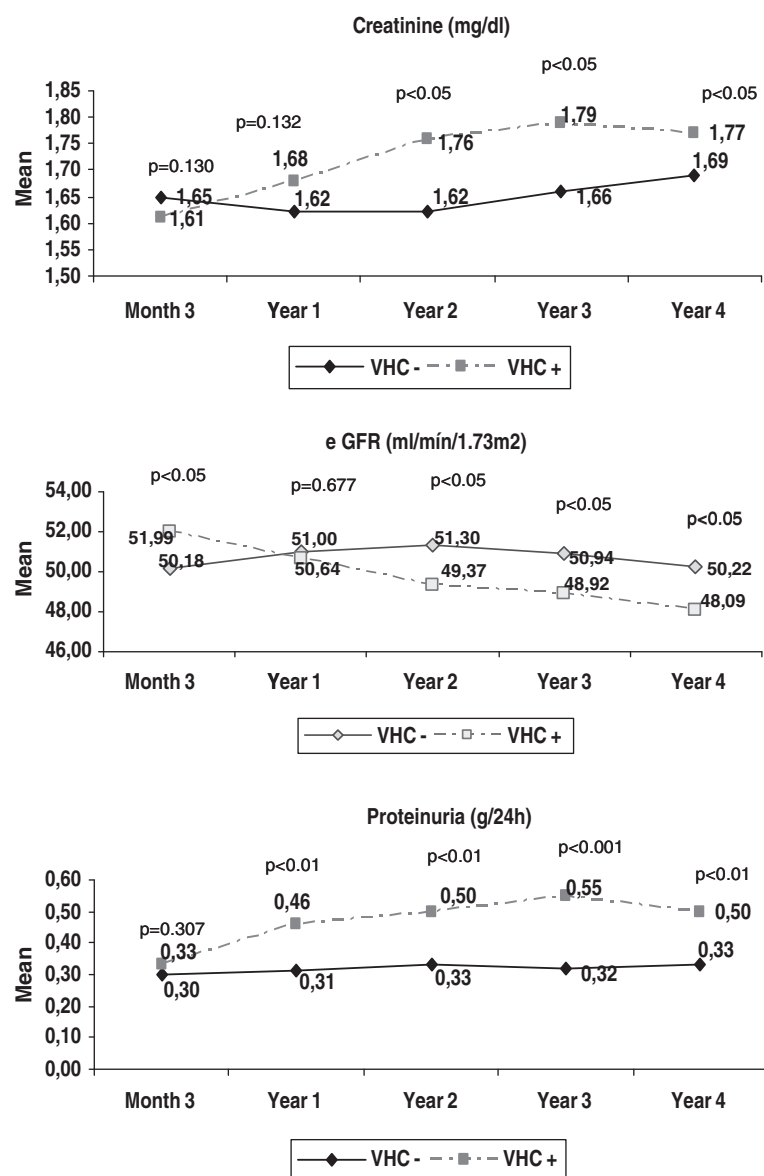 Creatinine (mg/dl)
p<0.05
1,85
p<0.05
p<0.05
1,80
p=0.132
1,79
1,75
1,76
1,77
1,70
p=0.130
1,68
1,69
Mean
1,65
1,65
1,62
1,62
1,66
1,60
1,61
1,55
1,50
Month 3 Year 1 Year 2 Year 3 Year 4
VHC - VHC +
e GFR (ml/mín/1.73m2)
p<0.05
p=0.677
p<0.05
p<0.05
p<0.05
54,00
52,00
51,99
51,00
51,30
50,18
50,94
50,22
Mean
50,00
50,64
49,37
48,92
48,09
48,00
46,00
Month 3 Year 1 Year 2 Year 3 Year 4
VHC - VHC +
Proteinuria (g/24h)
p<0.01
p<0.01
p<0.001
p<0.01
0,60
0,50
0,46
0,50
0,55
0,50
p=0.307
0,40
0,33
0,33
Mean
0,30
0,30
0,31
0,33
0,32
0,20
0,10
0,00
Month 3 Year 1 Year 2 Year 3 Year 4
VHC - VHC +